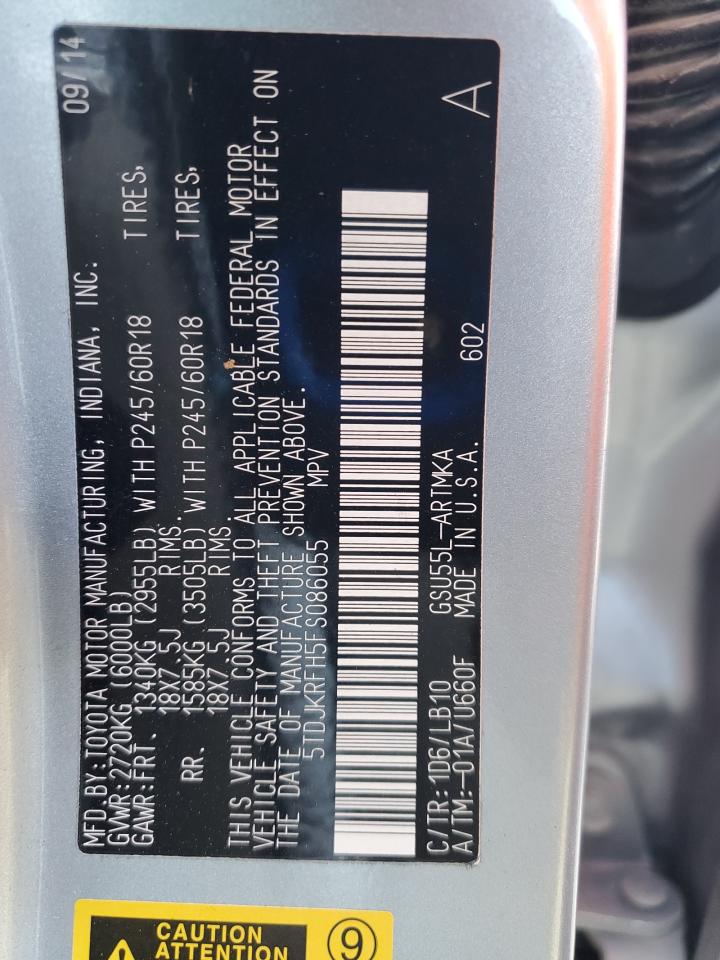 MFD.BY:TOYOTA MOTOR MANUFACTURING, INDIANA, INC. 09/14
GVWR:2720KG (6000LB)
GAWR:FRT. 1340KG (2955LB) WITH P245/60R18 TIRES,
18X7.5J RIMS.
RR. 1585KG (3505LB) WITH P245/60R18 TIRES,
18X7.5J RIMS.
THIS VEHICLE CONFORMS TO ALL APPLICABLE FEDERAL MOTOR
VEHICLE SAFETY AND THEFT PREVENTION STANDARDS IN EFFECT ON
THE DATE OF MANUFACTURE SHOWN ABOVE.
5TDJKRFH5FS086055 MPV
C/TR:1D6/LB10 GSU55L-ARTMKA
A/TM:-01A/U660F MADE IN U.S.A. 602 A
CAUTION
ATTENTION
9